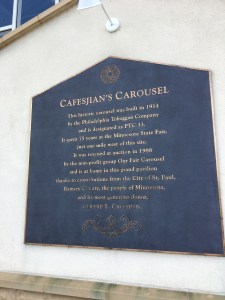 CAFESJIAN'S CAROUSEL
This historic carousel was built in 1914
by the Philadelphia Toboggan Company
and is designated as PTC 33.
It spent 75 years at the Minnesota State Fair,
just one mile west of this site.
It was rescued at auction in 1988
by the non-profit group Our Fair Carousel
and is at home in this grand pavilion
thanks to contributions from the City of St. Paul,
the people of Minnesota,
and its most generous donor,